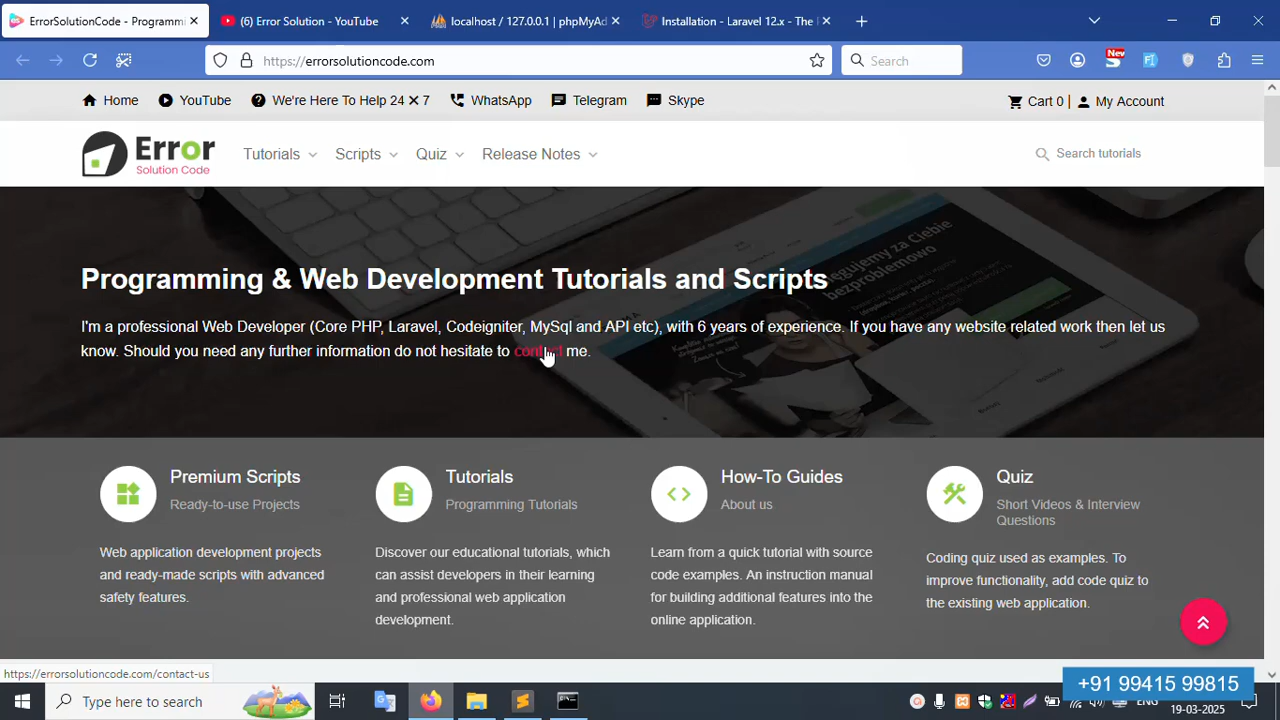 ErrorSolutionCode - Programmi
(6) Error Solution - YouTube
localhost / 127.0.0.1 | phpMyAd
Installation - Laravel 12.x - The
https://errorsolutioncode.com
Search
New
Home
YouTube
We're Here To Help 24 X 7
WhatsApp
Telegram
Skype
Cart 0 |
My Account
Error
Solution Code
Tutorials
Scripts
Quiz
Release Notes
Search tutorials
Programming & Web Development Tutorials and Scripts
I'm a professional Web Developer (Core PHP, Laravel, Codeigniter, MySql and API etc), with 6 years of experience. If you have any website related work then let us
know. Should you need any further information do not hesitate to contact me.
Premium Scripts
Ready-to-use Projects
Web application development projects
and ready-made scripts with advanced
safety features.
Tutorials
Programming Tutorials
Discover our educational tutorials, which
can assist developers in their learning
and professional web application
development.
How-To Guides
About us
Learn from a quick tutorial with source
code examples. An instruction manual
for building additional features into the
online application.
Quiz
Short Videos & Interview
Questions
Coding quiz used as examples. To
improve functionality, add code quiz to
the existing web application.
https://errorsolutioncode.com/contact-us
+91 99415 99815
Type here to search
ENG
19-03-2025